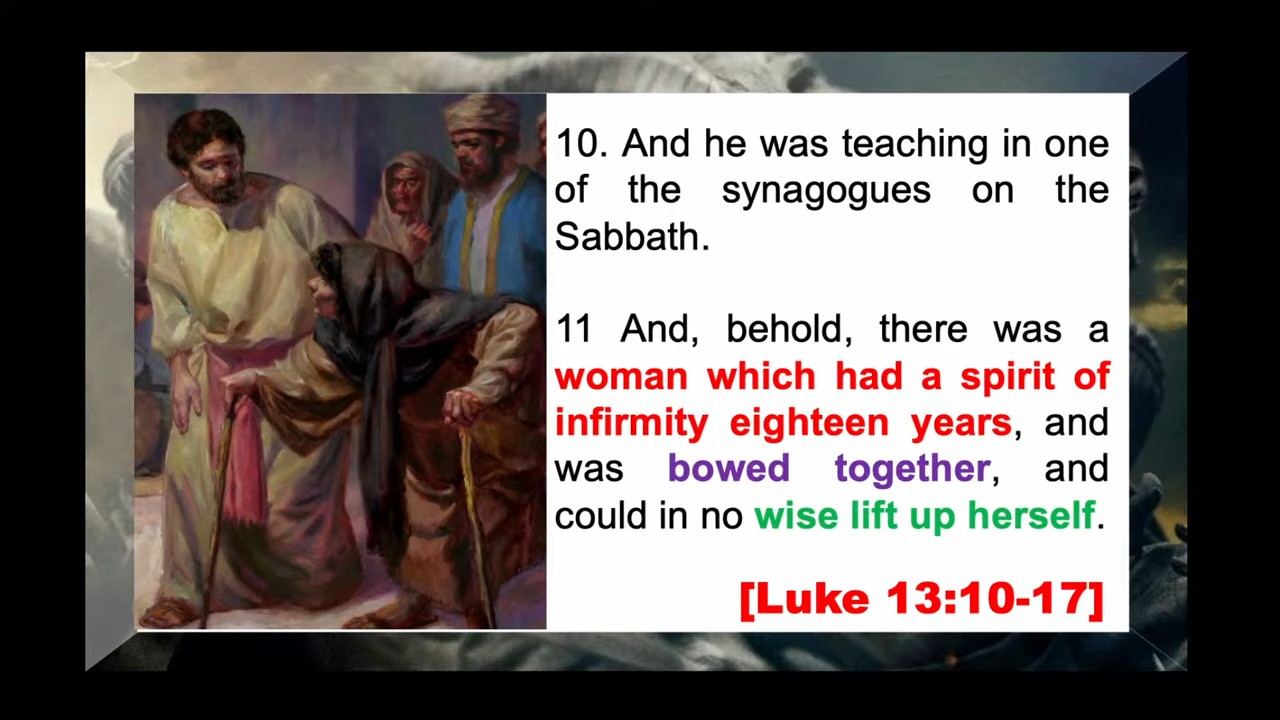 10. And he was teaching in one
of the synagogues on the
Sabbath.
11 And, behold, there was a
woman which had a spirit of
infirmity eighteen years, and
was bowed together, and
could in no wise lift up herself.
[Luke 13:10-17]